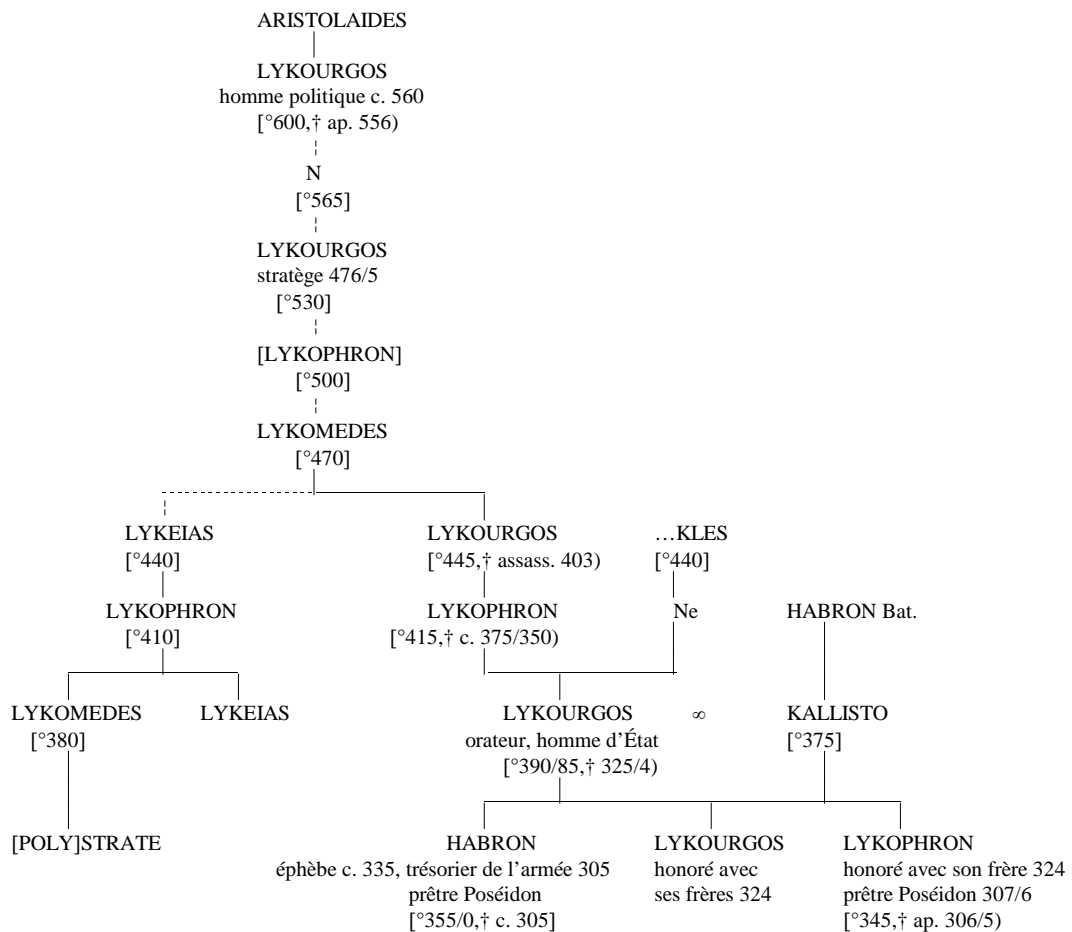 ARISTOLAIDES
LYKOURGOS
homme politique c. 560
[°600,† ap. 556)
N
[°565]
LYKOURGOS
stratège 476/5
[°530]
[LYKOPHRON]
[°500]
LYKOMEDES
[°470]
LYKEIAS LYKOURGOS …KLES
[°440] [°445,† assass. 403) [°440]
LYKOPHRON LYKOPHRON Ne HABRON Bat.
[°410] [°415,† c. 375/350)
LYKOMEDES LYKEIAS LYKOURGOS ∞ KALLISTO
[°380] orateur, homme d’État [°375]
[°390/85,† 325/4)
[POLY]STRATE HABRON LYKOURGOS LYKOPHRON
éphèbe c. 335, trésorier de l’armée 305 honoré avec honoré avec son frère 324
prêtre Poséidon ses frères 324 prêtre Poséidon 307/6
[°355/0,† c. 305] [°345,† ap. 306/5)